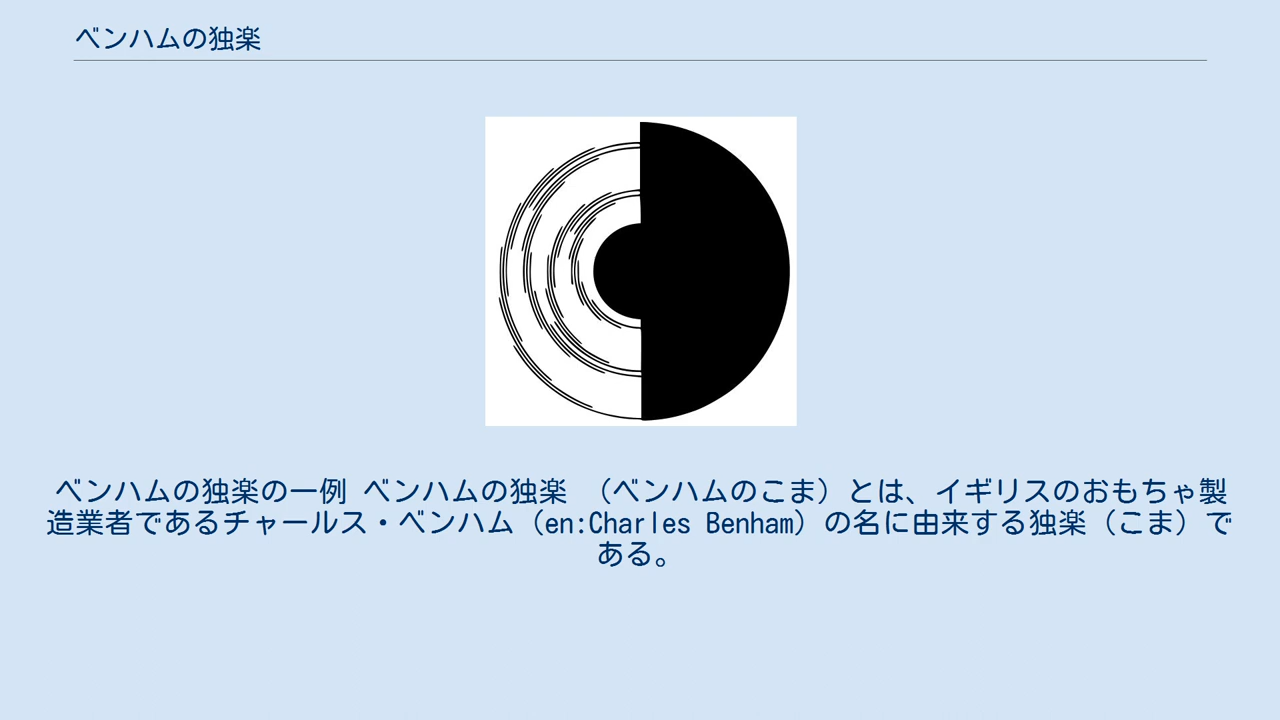 ベンハムの独楽
ベンハムの独楽の一例 ベンハムの独楽 （ベンハムのこま）とは、イギリスのおもちゃ製
造業者であるチャールス・ベンハム（en:Charles Benham）の名に由来する独楽（こま）で
ある。